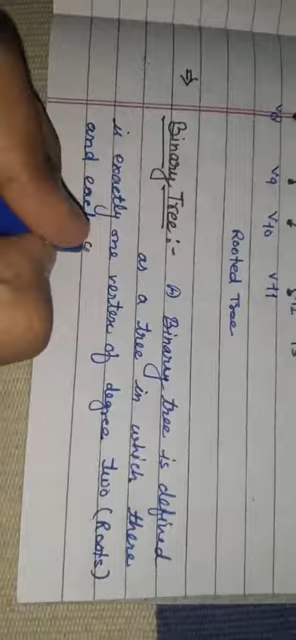 V8 V9 V10 V11
Rooted Tree
⇒ Binary Tree :- A Binary tree is defined
as a tree in which there
is exactly one vertex of degree two (Roots)
and each